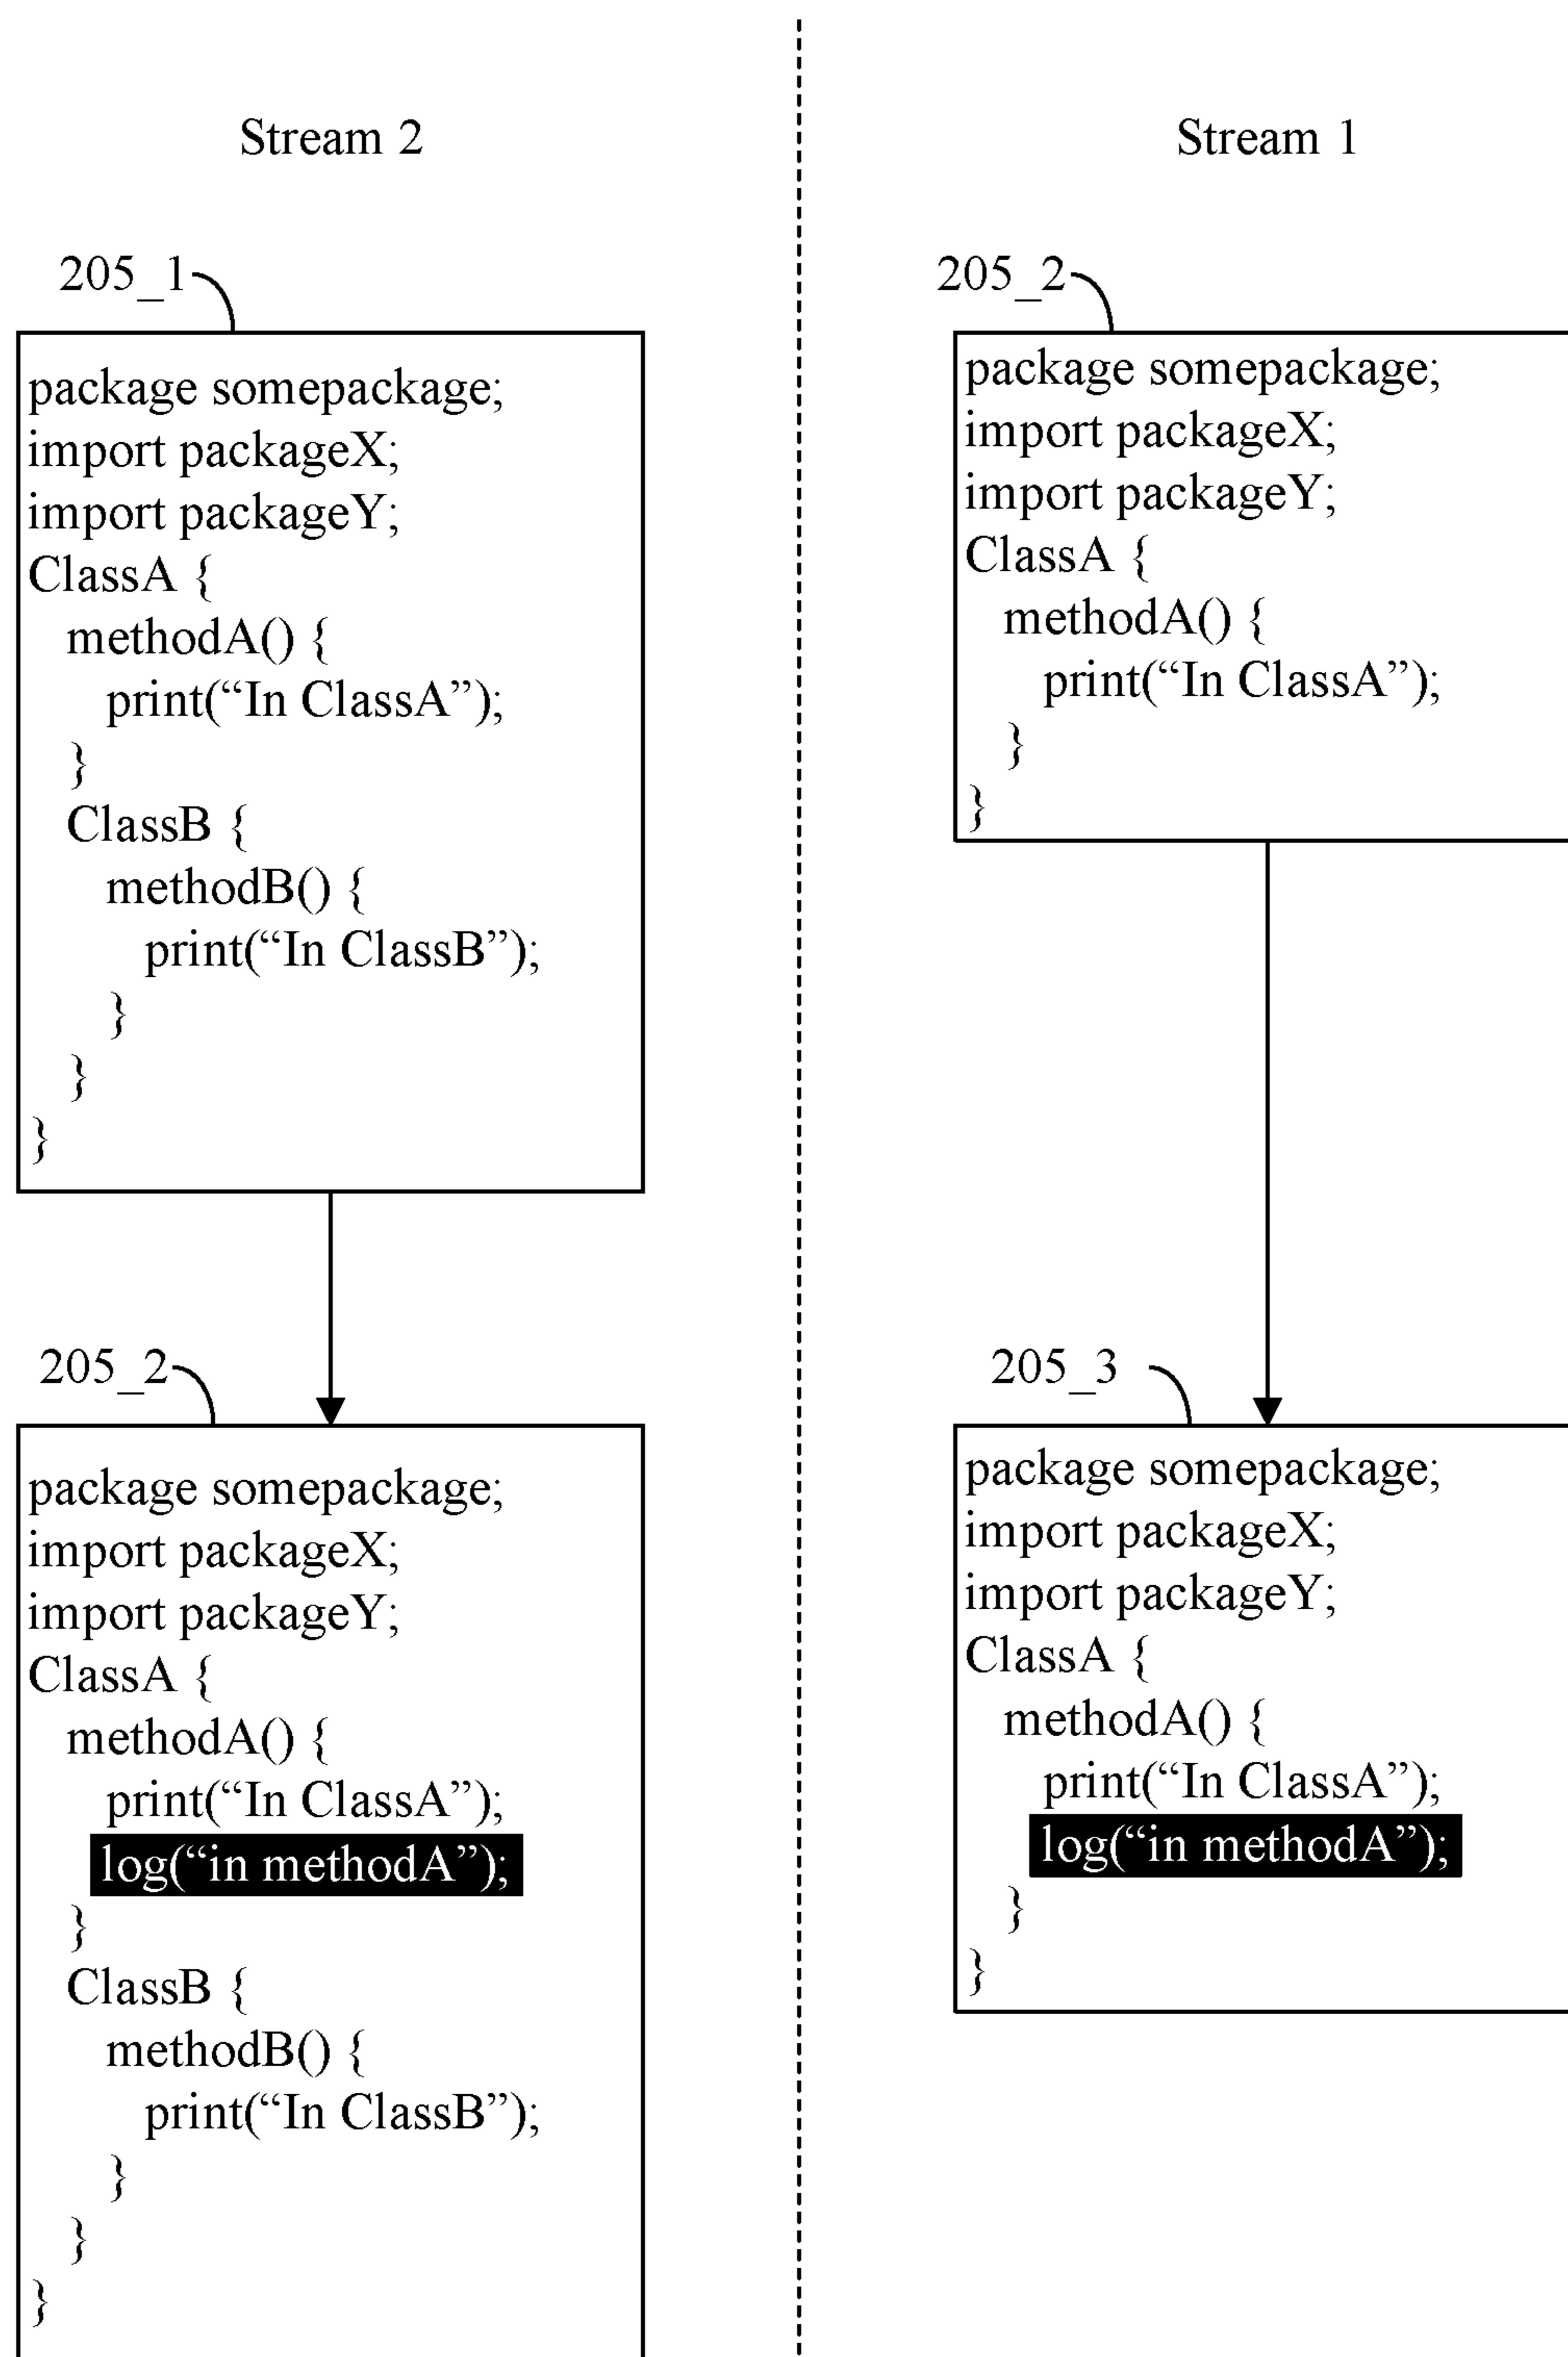 Stream 2
205_1
package somepackage;
import packageX;
import packageY;
ClassA {
methodA() {
print(“In ClassA”);
}
ClassB {
methodB() {
print(“In ClassB”);
}
}
}
205_2
package somepackage;
import packageX;
import packageY;
ClassA {
methodA() {
print(“In ClassA”);
log(“in methodA”);
}
ClassB {
methodB() {
print(“In ClassB”);
}
}
}
Stream 1
205_2
package somepackage;
import packageX;
import packageY;
ClassA {
methodA() {
print(“In ClassA”);
}
}
205_3
package somepackage;
import packageX;
import packageY;
ClassA {
methodA() {
print(“In ClassA”);
log(“in methodA”);
}
}